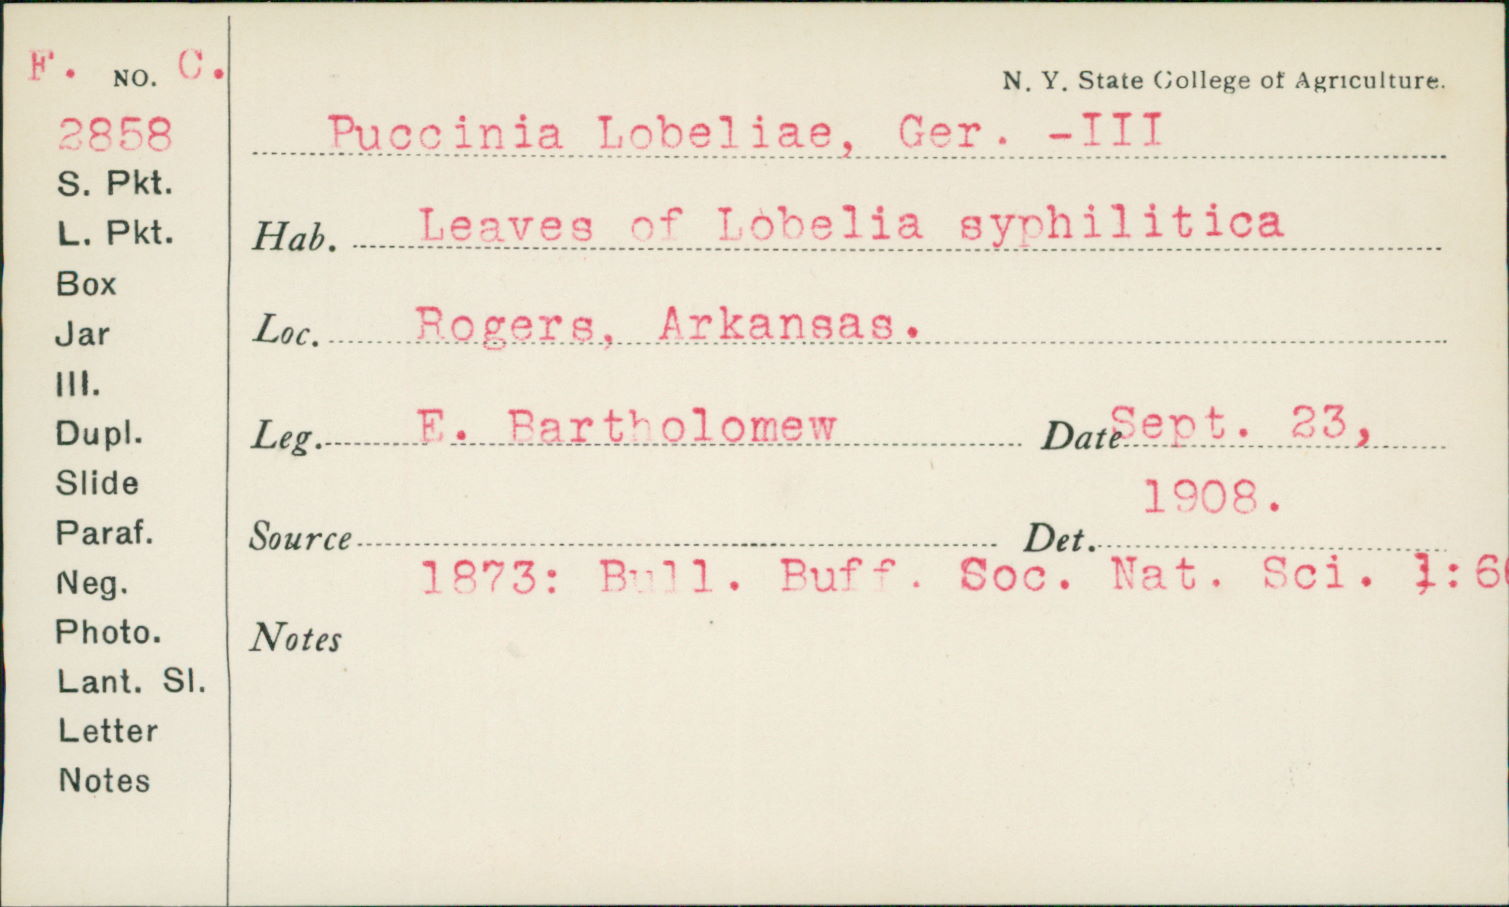 F. NO. C.
N. Y. State College of Agriculture.
2858
Puccinia Lobeliae, Ger. -III
S. Pkt.
L. Pkt.
Hab. Leaves of Lobelia syphilitica
Box
Jar
Loc. Rogers, Arkansas.
Ill.
Dupl.
Leg. E. Bartholomew Date Sept. 23,
1908.
Slide
Paraf.
Source Det.
1873: Bull. Buff. Soc. Nat. Sci. 1:6
Neg.
Photo.
Notes
Lant. Sl.
Letter
Notes